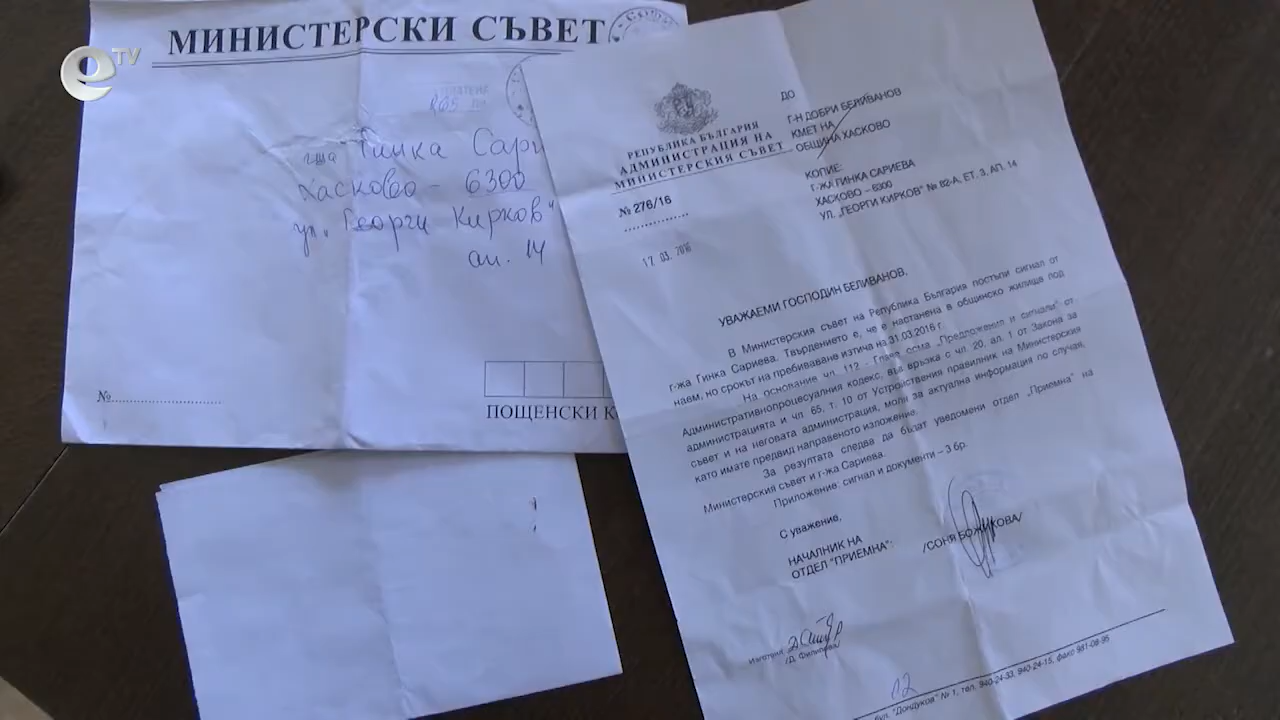 eTV
МИНИСТЕРСКИ СЪВЕТ
г-жа Гинка Сари
Хасково - 6300
ул. "Георги Кирков"
ап. 14
№
ПОЩЕНСКИ К
РЕПУБЛИКА БЪЛГАРИЯ
АДМИНИСТРАЦИЯ НА
МИНИСТЕРСКИЯ СЪВЕТ
№ 276/16
17. 03. 2016
ДО
Г-Н ДОБРИ БЕЛИВАНОВ
КМЕТ НА
ОБЩИНА ХАСКОВО
КОПИЕ:
Г-ЖА ГИНКА САРИЕВА
ХАСКОВО – 6300
УЛ. „ГЕОРГИ КИРКОВ" № 82-А, ЕТ. 3, АП. 14
УВАЖАЕМИ ГОСПОДИН БЕЛИВАНОВ,
В Министерския съвет на Република България постъпи сигнал от
г-жа Гинка Сариева. Твърдението е, че е настанена в общинско жилище под
наем, но срокът на пребиваване изтича на 31.03.2016 г.
На основание чл. 112 - Глава осма „Предложения и сигнали" от
Административнопроцесуалния кодекс, във връзка с чл. 20, ал. 1 от Закона за
администрацията и чл. 65, т. 10 от Устройствения правилник на Министерския
съвет и на неговата администрация, моля за актуална информация по случая,
като имате предвид направеното изложение.
За резултата следва да бъдат уведомени отдел „Приемна" на
Министерския съвет и г-жа Сариева.
Приложение: сигнал и документи – 3 бр.
С уважение,
НАЧАЛНИК НА
ОТДЕЛ "ПРИЕМНА":
/СОНЯ БОЖИКОВА/
Изготвил:
/Д. Филипова/
12
бул. "Дондуков" № 1, тел. 940-24-33, 940-24-15, факс 981-08-95